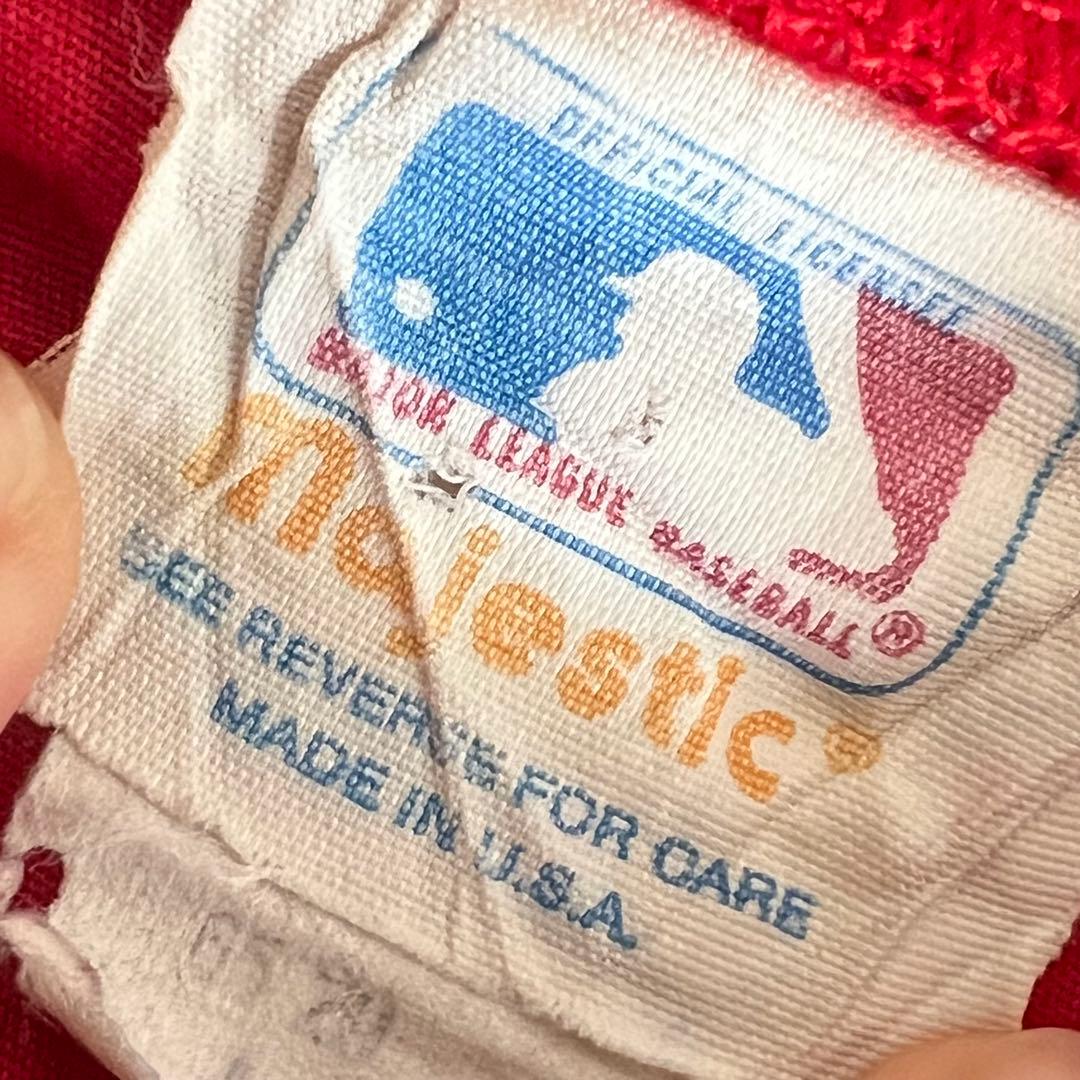 OFFICIAL LICENSEE
MAJOR LEAGUE BASEBALL®
majestic®
SEE REVERSE FOR CARE
MADE IN U.S.A.